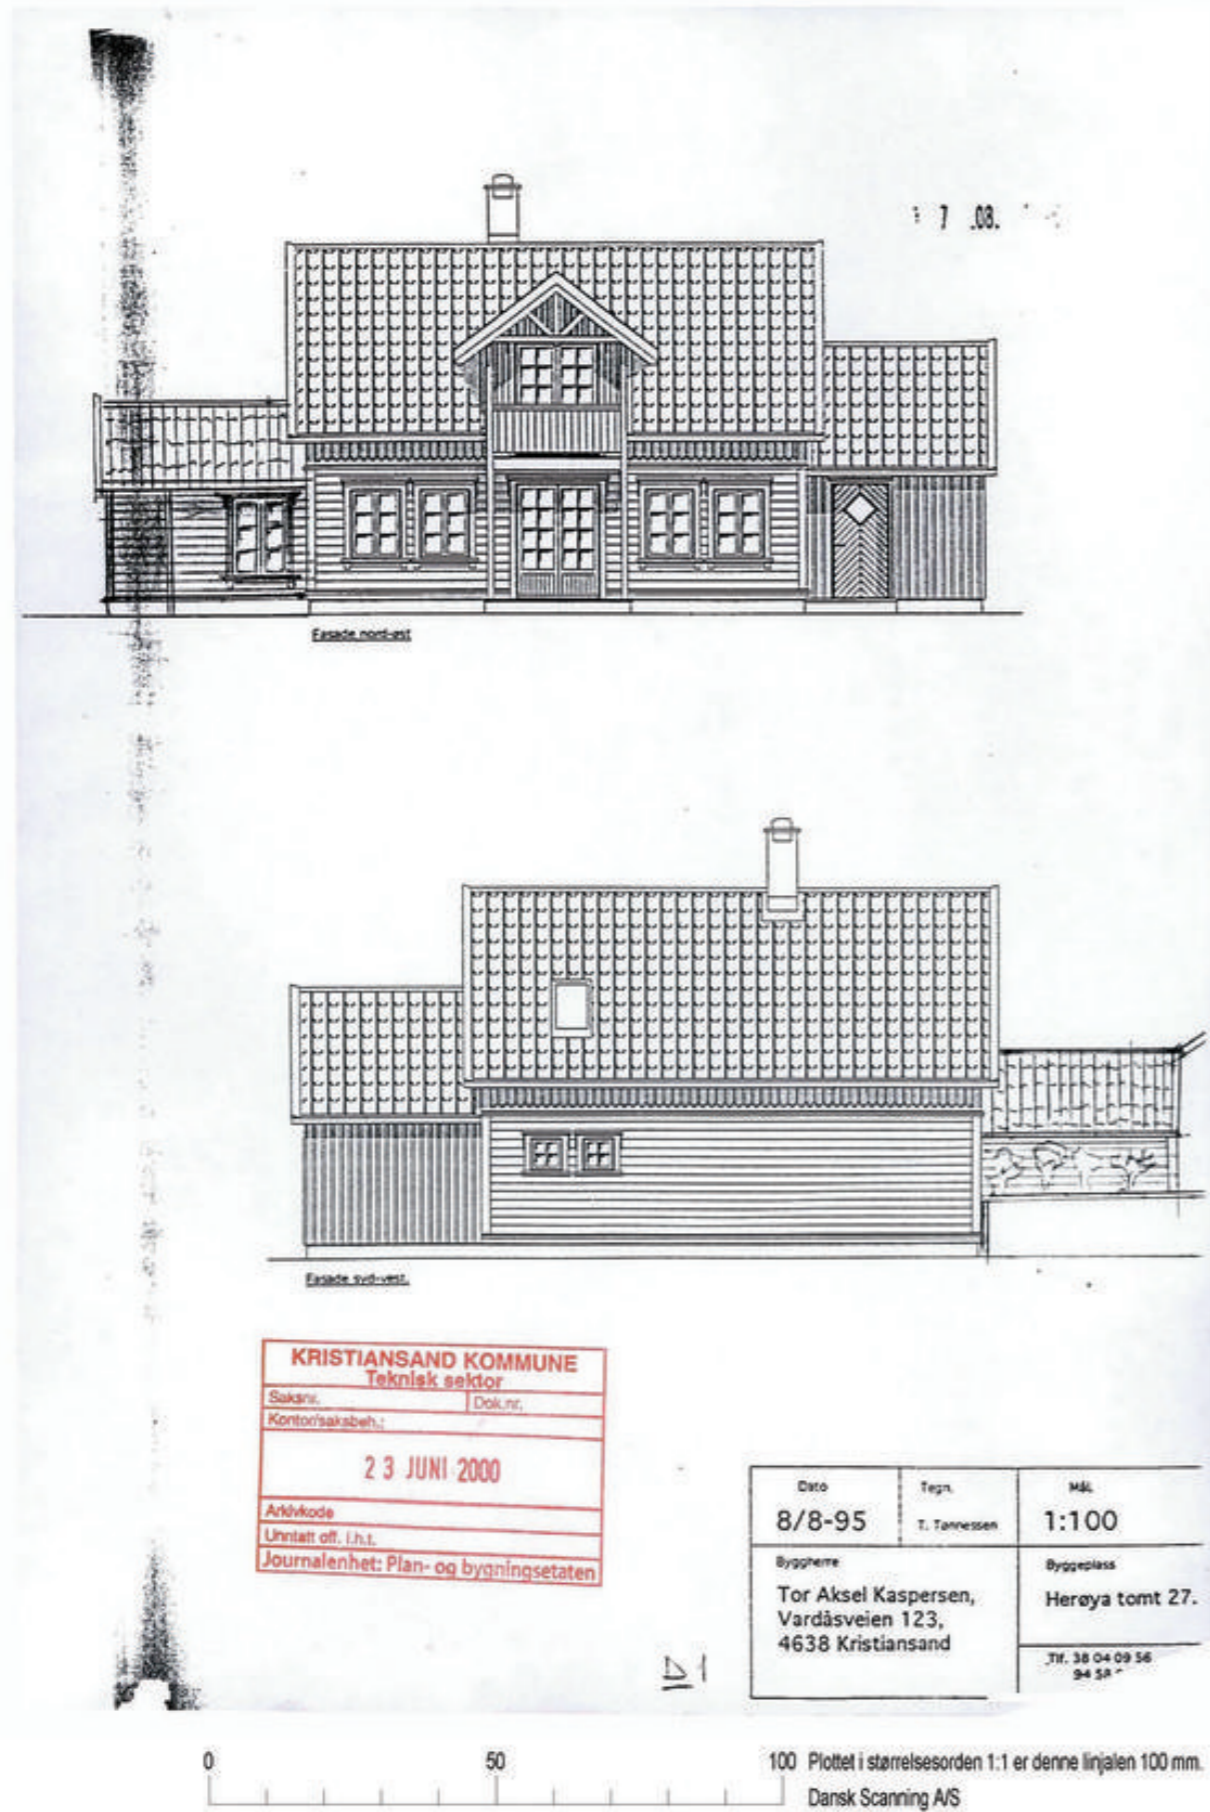 7 .08.
Fasade nord-øst
Fasade syd-vest.
KRISTIANSAND KOMMUNE
Teknisk sektor
Saksnr. Dok.nr.
Kontor/saksbeh.:
23 JUNI 2000
Arkivkode
Unntatt off. i.h.t.
Journalenhet: Plan- og bygningsetaten
Dato Tegn. Mål.
8/8-95 T. Tønnessen 1:100
Byggherre Byggeplass
Tor Aksel Kaspersen,
Vardåsveien 123,
4638 Kristiansand
Herøya tomt 27.
Tlf. 38 04 09 56
94 58
0 50 100 Plottet i størrelsesorden 1:1 er denne linjalen 100 mm.
Dansk Scanning A/S